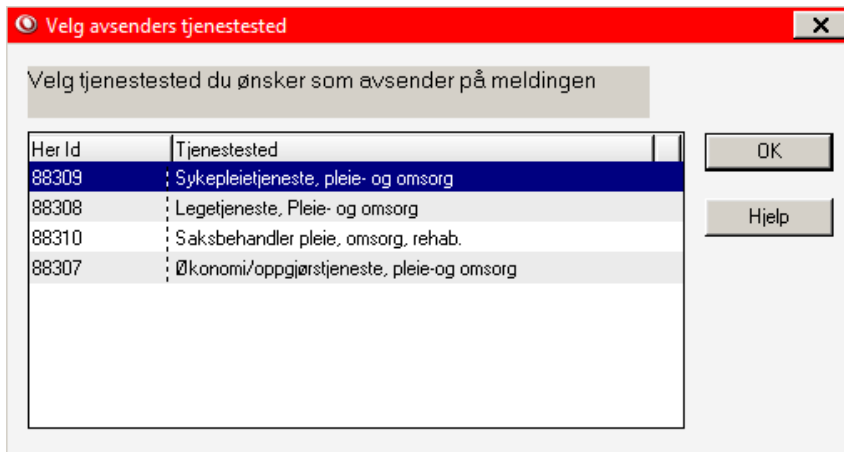 Velg avsenders tjenestested
Velg tjenestested du ønsker som avsender på meldingen
Her Id Tjenestested
88309 Sykepleietjeneste, pleie- og omsorg
88308 Legetjeneste, Pleie- og omsorg
88310 Saksbehandler pleie, omsorg, rehab.
88307 Økonomi/oppgjørstjeneste, pleie-og omsorg
OK
Hjelp